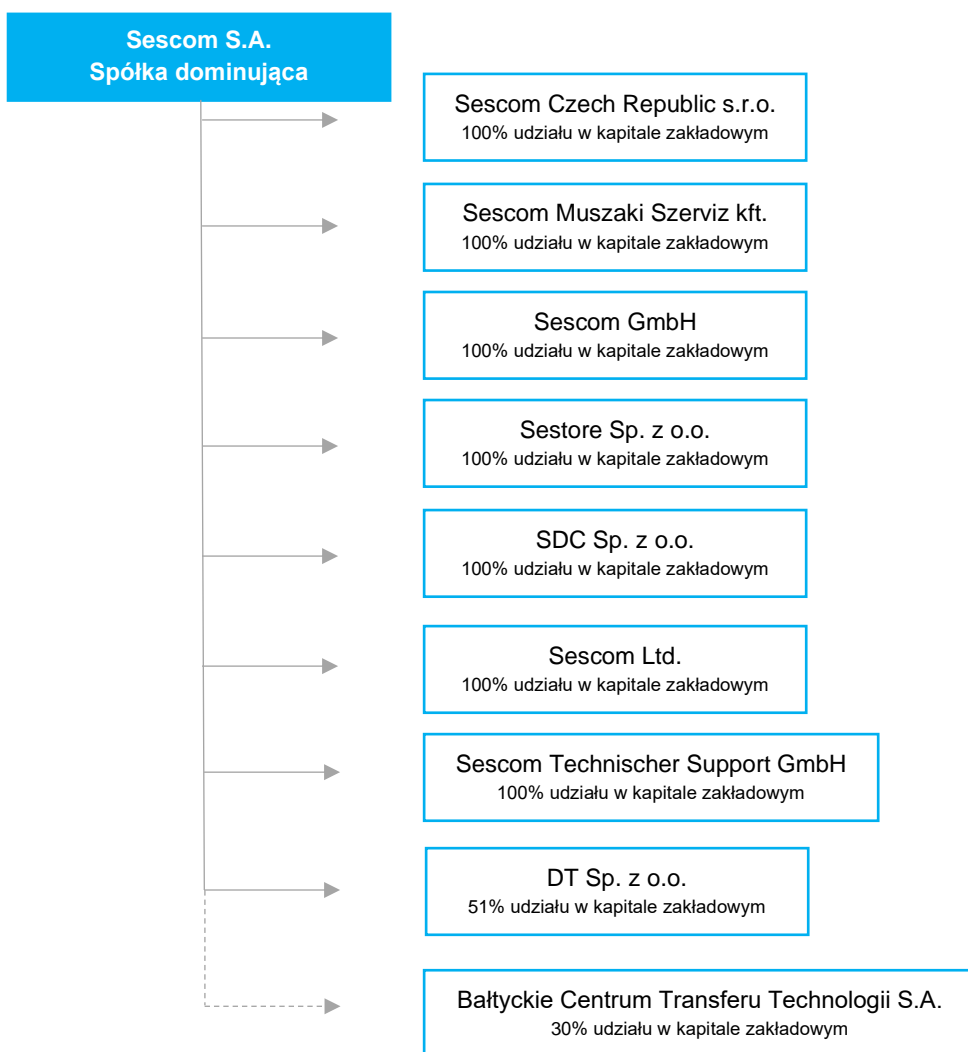 Sescom S.A.
Spółka dominująca
Sescom Czech Republic s.r.o.
100% udziału w kapitale zakładowym
Sescom Muszaki Szerviz kft.
100% udziału w kapitale zakładowym
Sescom GmbH
100% udziału w kapitale zakładowym
Sestore Sp. z o.o.
100% udziału w kapitale zakładowym
SDC Sp. z o.o.
100% udziału w kapitale zakładowym
Sescom Ltd.
100% udziału w kapitale zakładowym
Sescom Technischer Support GmbH
100% udziału w kapitale zakładowym
DT Sp. z o.o.
51% udziału w kapitale zakładowym
Bałtyckie Centrum Transferu Technologii S.A.
30% udziału w kapitale zakładowym